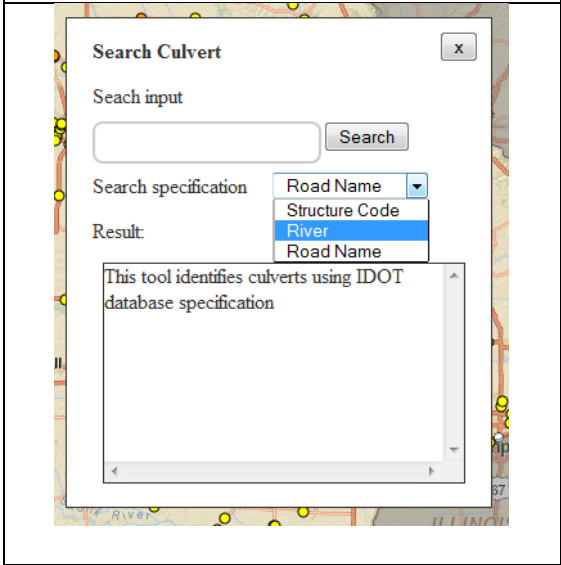 Search Culvert
x
Seach input
Search
Search specification
Road Name
Structure Code
River
Road Name
Result:
This tool identifies culverts using IDOT
database specification
67
River
ILLINOI